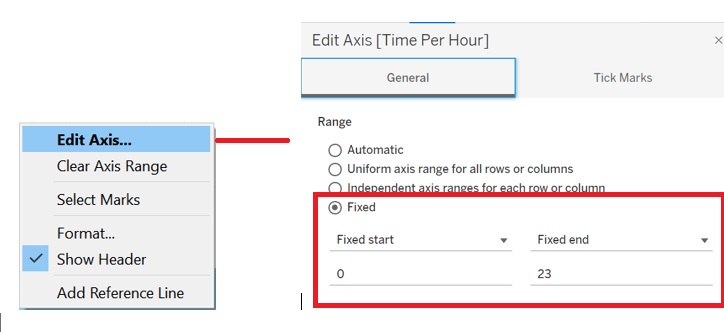 Edit Axis...
Clear Axis Range
Select Marks
Format...
Show Header
Add Reference Line
Edit Axis [Time Per Hour]
×
General
Tick Marks
Range
Automatic
Uniform axis range for all rows or columns
Independent axis ranges for each row or column
Fixed
Fixed start
Fixed end
0
23